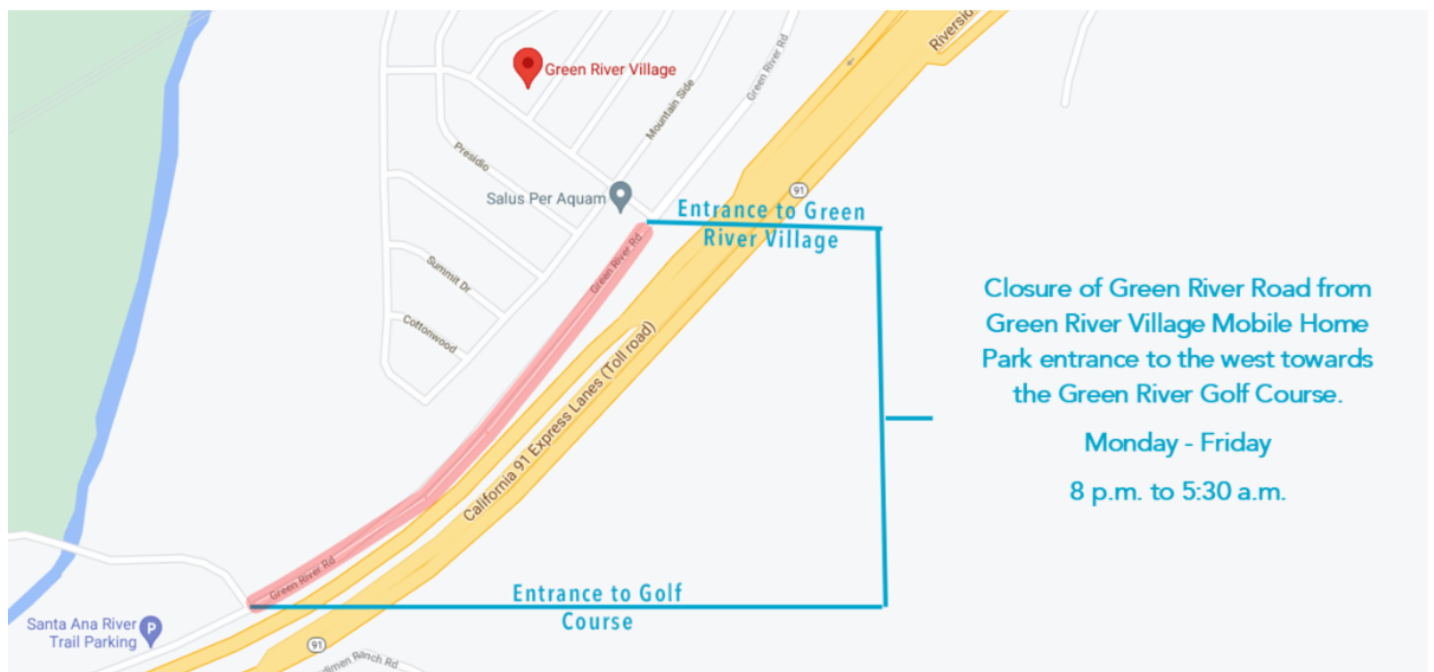 Riversid
Green River Village
Green River Rd
Mountain Side
Presidio
91
Salus Per Aquam
Entrance to Green
River Village
Green River Rd
Summit Dr
Closure of Green River Road from
Green River Village Mobile Home
Park entrance to the west towards
the Green River Golf Course.
Monday - Friday
8 p.m. to 5:30 a.m.
Cottonwood
California 91 Express Lanes (Toll road)
Green River Rd
Entrance to Golf
Course
Santa Ana River
Trail Parking
P
91
Ranch Rd